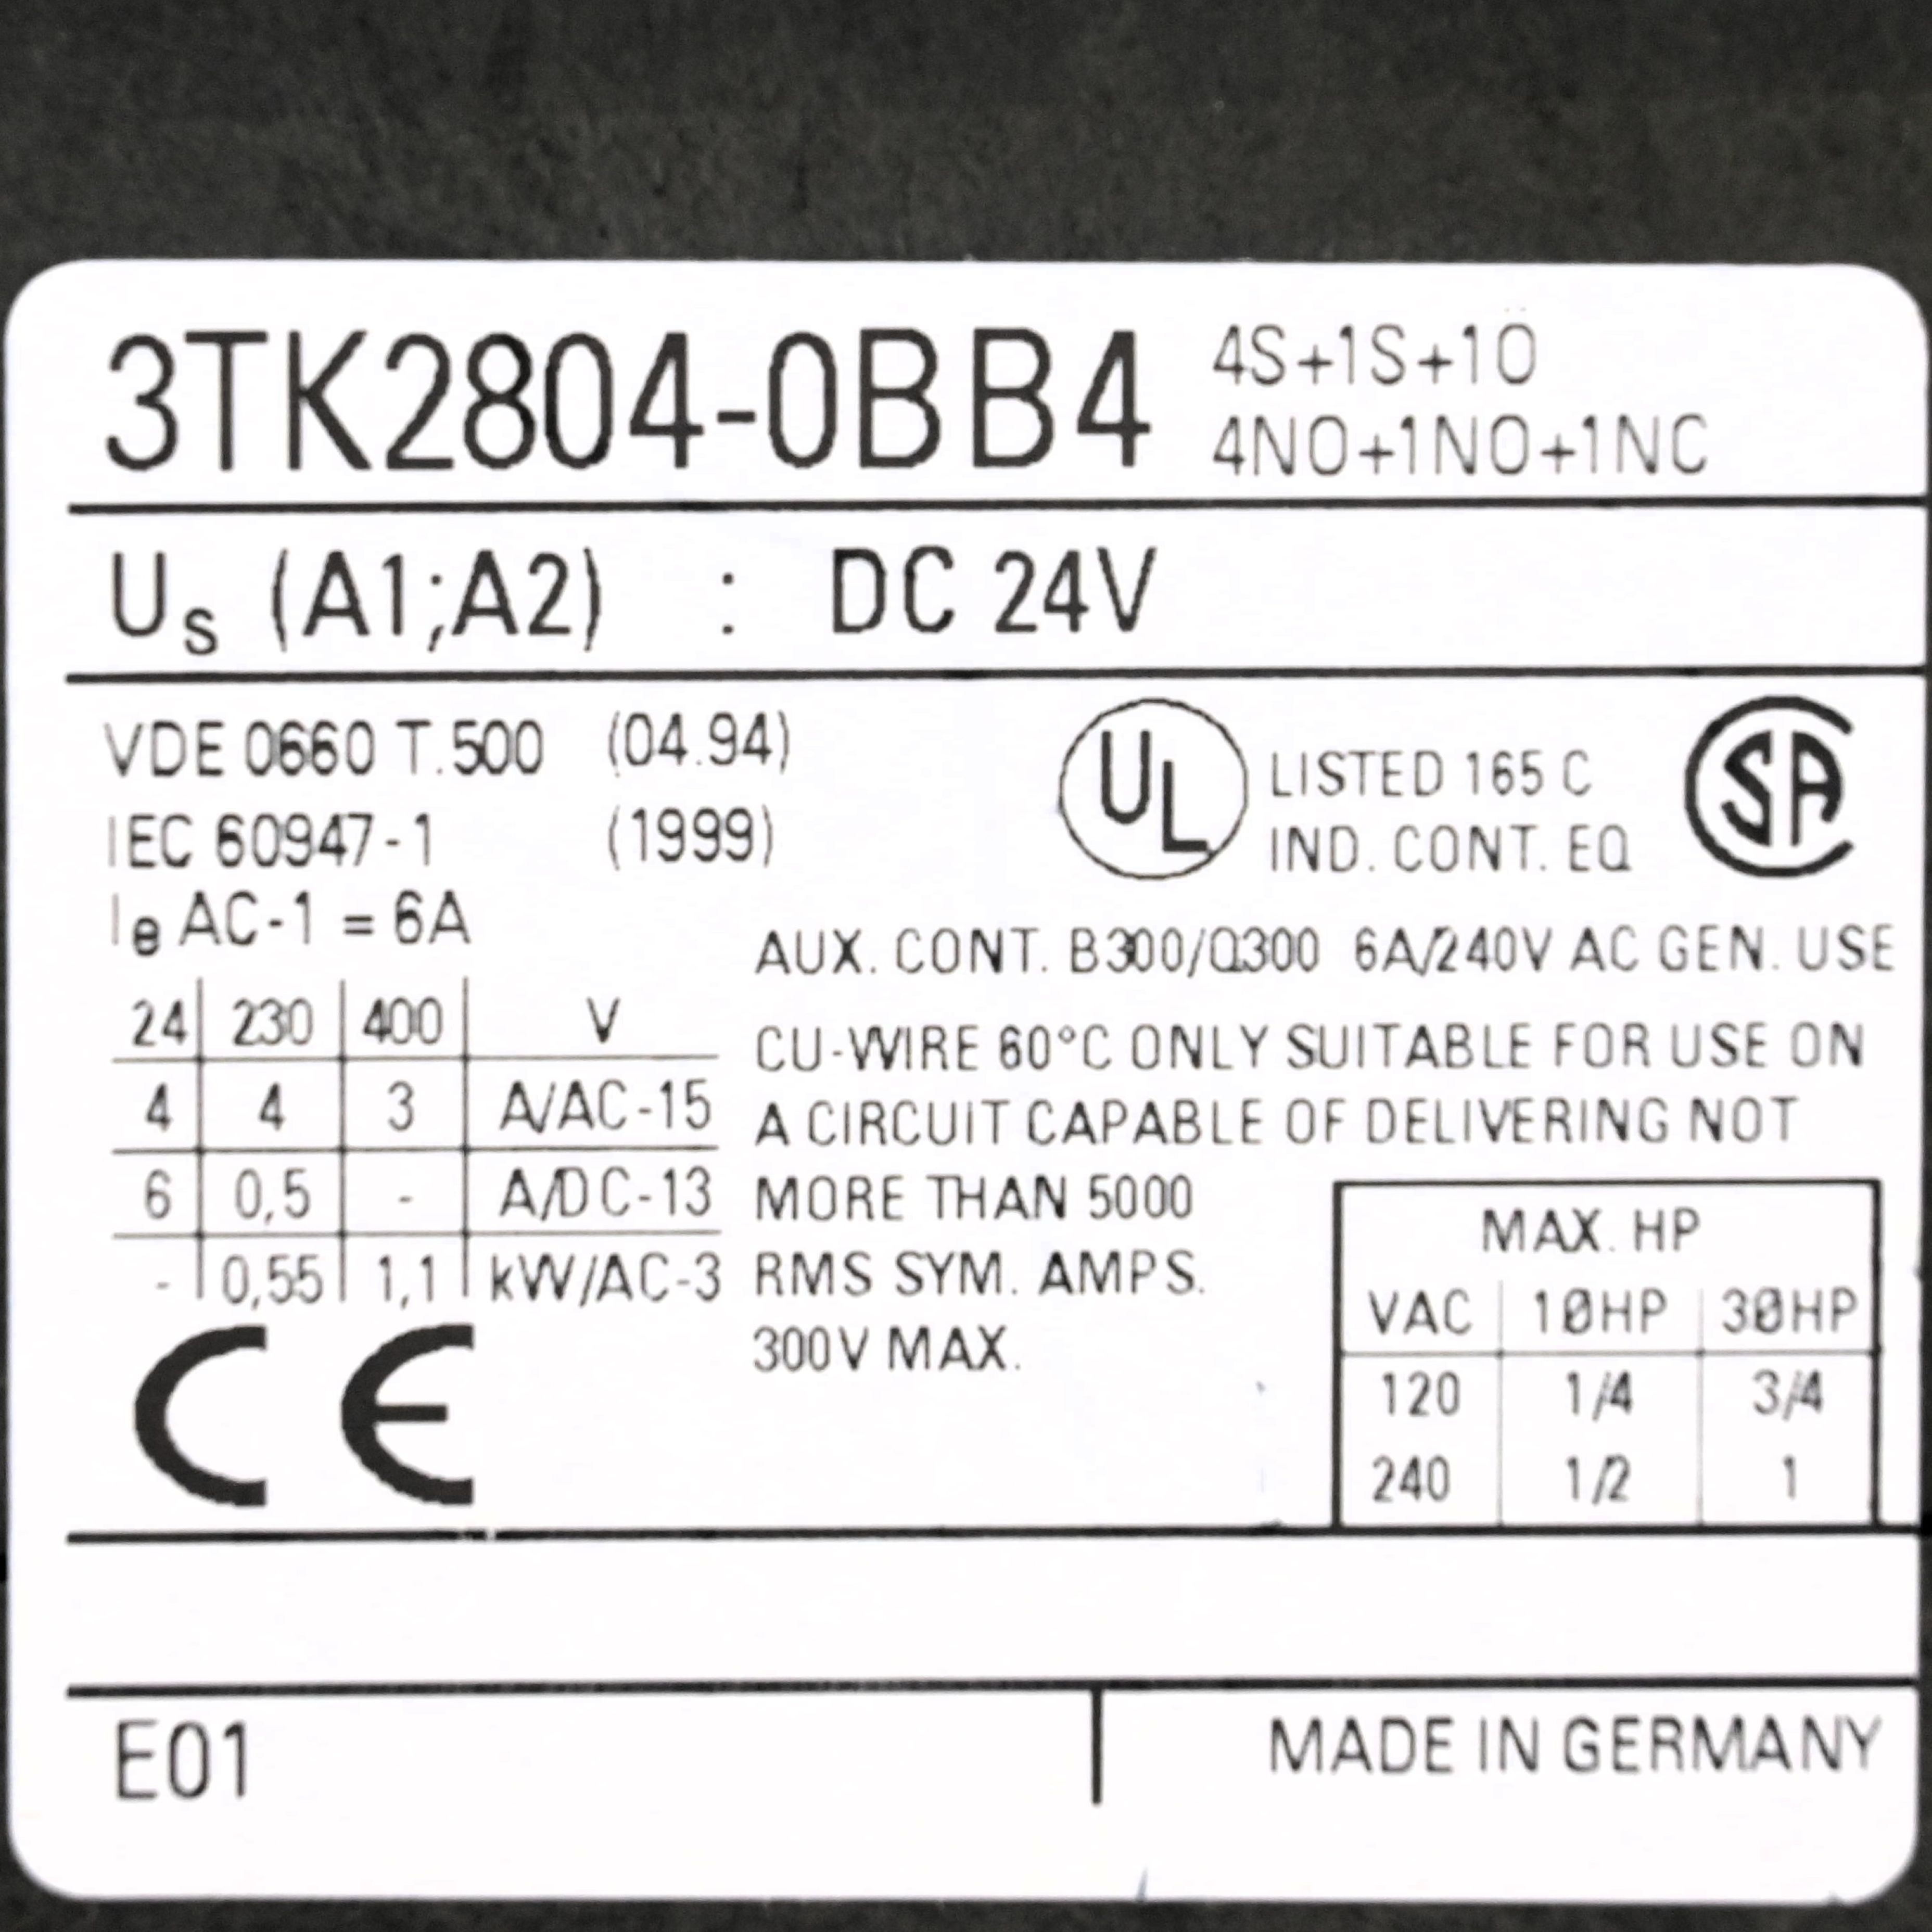 3TK2804-0BB4 4S+1S+1Ö
4NO+1NO+1NC
Us (A1;A2) : DC 24V
VDE 0660 T.500 (04.94)
IEC 60947-1 (1999)
Ie AC-1 = 6A
UL LISTED 165 C
IND. CONT. EQ
SA
24 230 400 V
4 4 3 A/AC-15
6 0,5 - A/DC-13
- 0,55 1,1 kW/AC-3
AUX. CONT. B300/Q300 6A/240V AC GEN. USE
CU-WIRE 60°C ONLY SUITABLE FOR USE ON
A CIRCUIT CAPABLE OF DELIVERING NOT
MORE THAN 5000
RMS SYM. AMPS.
300V MAX.
MAX. HP
VAC 1ØHP 3ØHP
120 1/4 3/4
240 1/2 1
CE
E01 MADE IN GERMANY